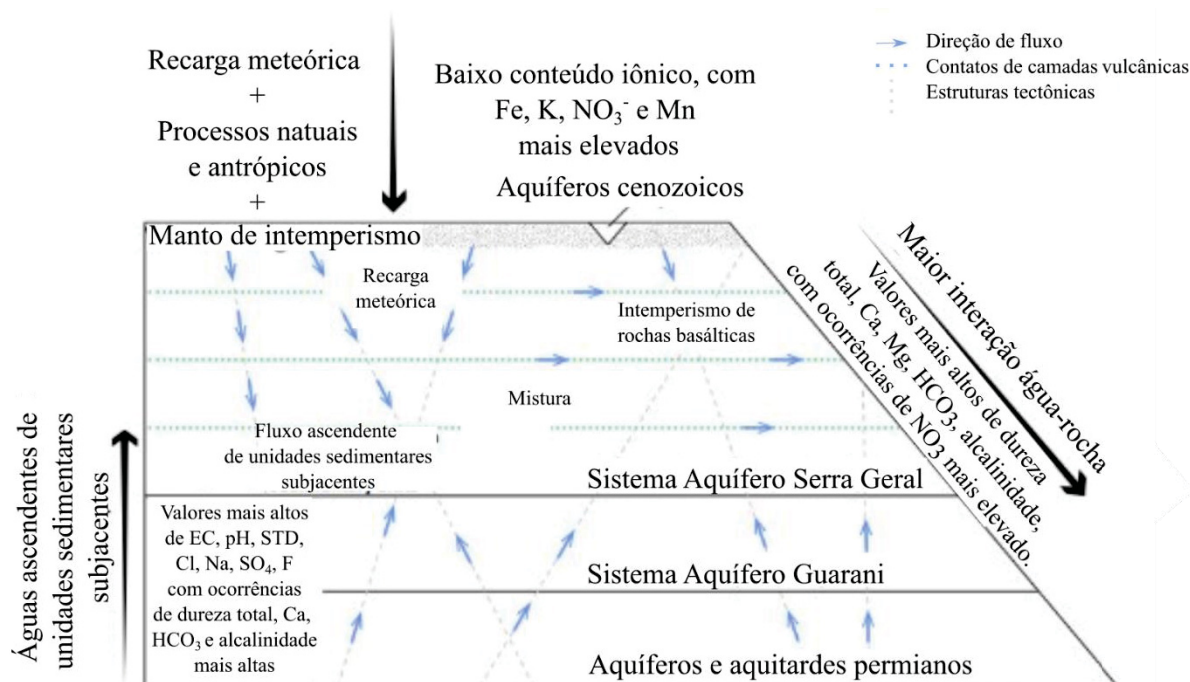 Recarga meteórica
+
Processos natuais
e antrópicos
+
Manto de intemperismo
Baixo conteúdo iônico, com
Fe, K, NO₃⁻ e Mn
mais elevados
Aquíferos cenozoicos
Direção de fluxo
Contatos de camadas vulcânicas
Estruturas tectônicas
Recarga
meteórica
Intemperismo de
rochas basálticas
Mistura
Fluxo ascendente
de unidades sedimentares
subjacentes
Sistema Aquífero Serra Geral
Maior interação água-rocha
Valores mais altos de dureza
total, Ca, Mg, HCO3, alcalinidade,
com ocorrências de NO3 mais elevado.
Águas ascendentes de
unidades sedimentares
subjacentes
Valores mais altos
de EC, pH, STD,
Cl, Na, SO₄, F
com ocorrências
de dureza total, Ca,
HCO₃ e alcalinidade
mais altas
Sistema Aquífero Guarani
Aquíferos e aquitardes permianos